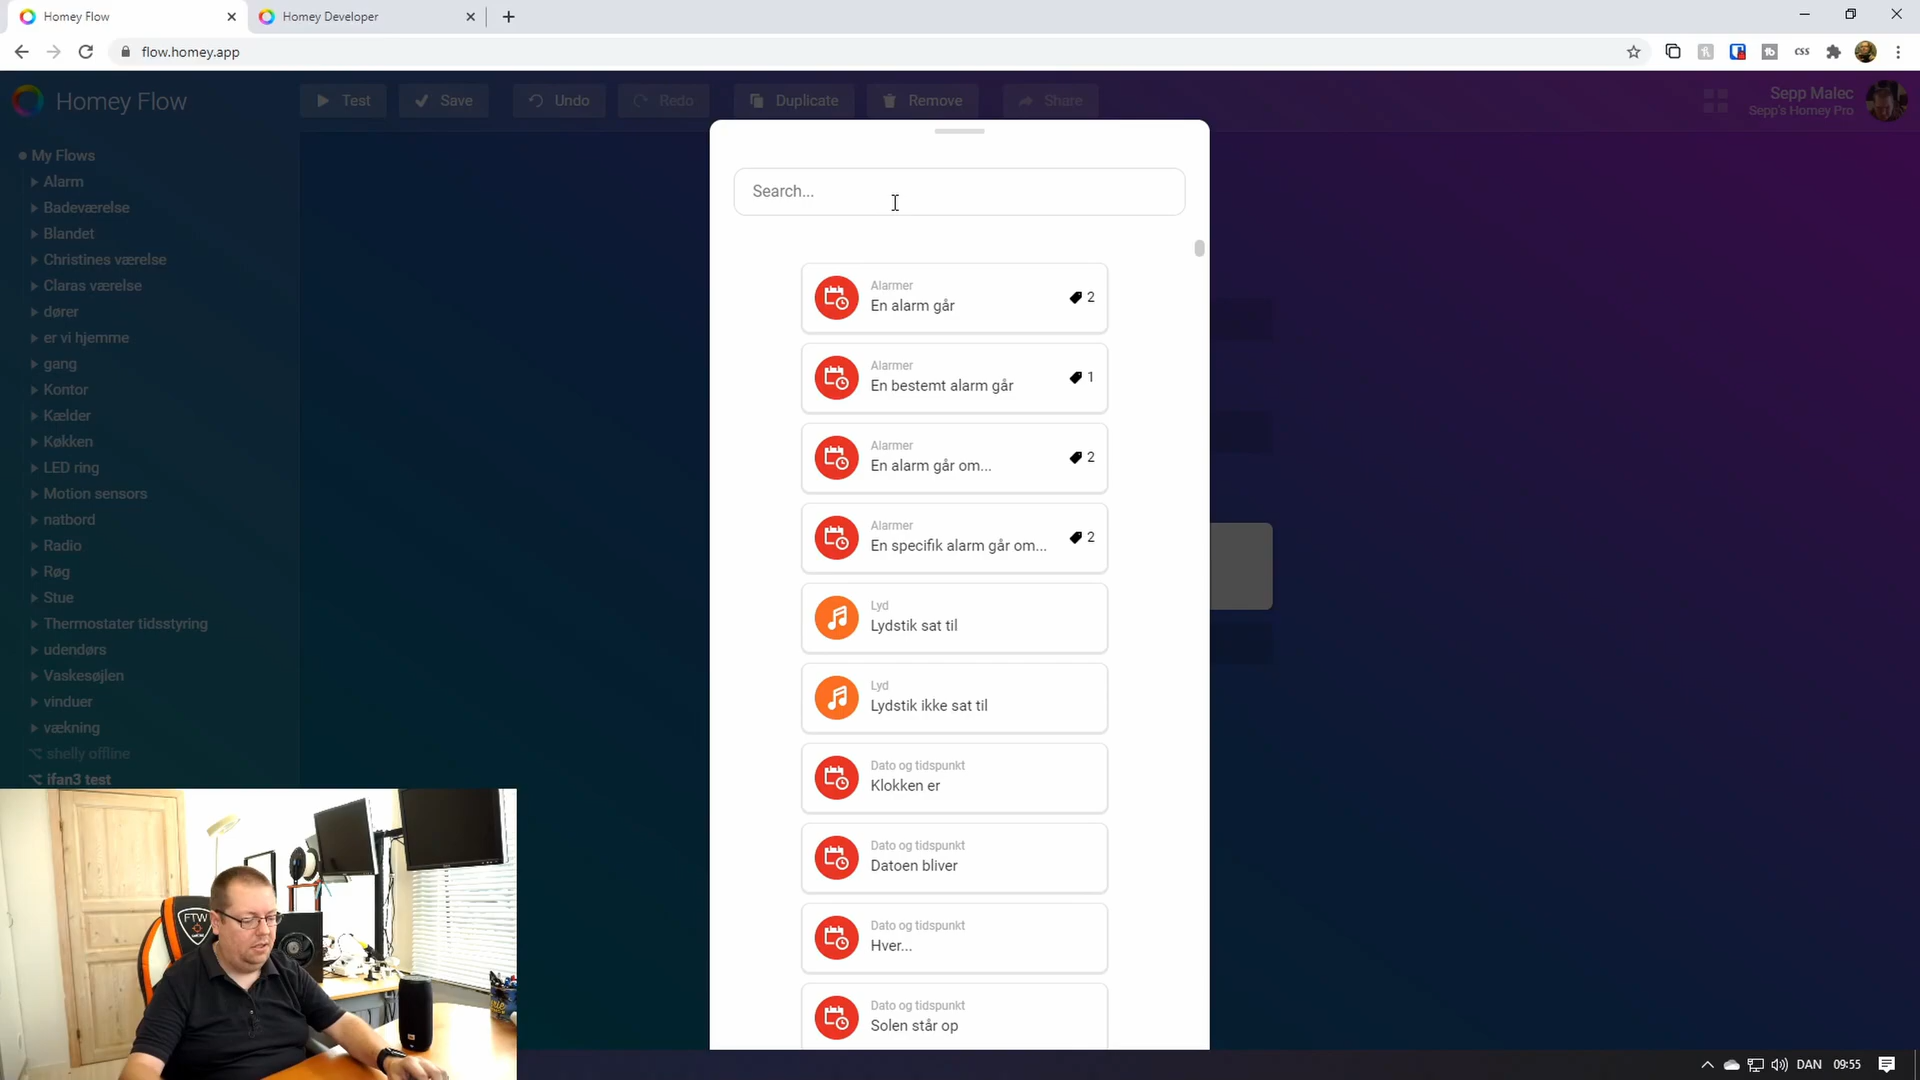 Homey Flow
Homey Developer
flow.homey.app
css
Homey Flow
Test
Save
Undo
Redo
Duplicate
Remove
Share
Sepp Malec
Sepp's Homey Pro
My Flows
Alarm
Badeværelse
Blandet
Christines værelse
Claras værelse
dører
er vi hjemme
gang
Kontor
Kælder
Køkken
LED ring
Motion sensors
natbord
Radio
Røg
Stue
Thermostater tidsstyring
udendørs
Vaskesøjlen
vinduer
vækning
shelly offline
ifan3 test
Search...
Alarmer
En alarm går
2
Alarmer
En bestemt alarm går
1
Alarmer
En alarm går om...
2
Alarmer
En specifik alarm går om...
2
Lyd
Lydstik sat til
Lyd
Lydstik ikke sat til
Dato og tidspunkt
Klokken er
Dato og tidspunkt
Datoen bliver
Dato og tidspunkt
Hver...
Dato og tidspunkt
Solen står op
FTW
DAN
09:55